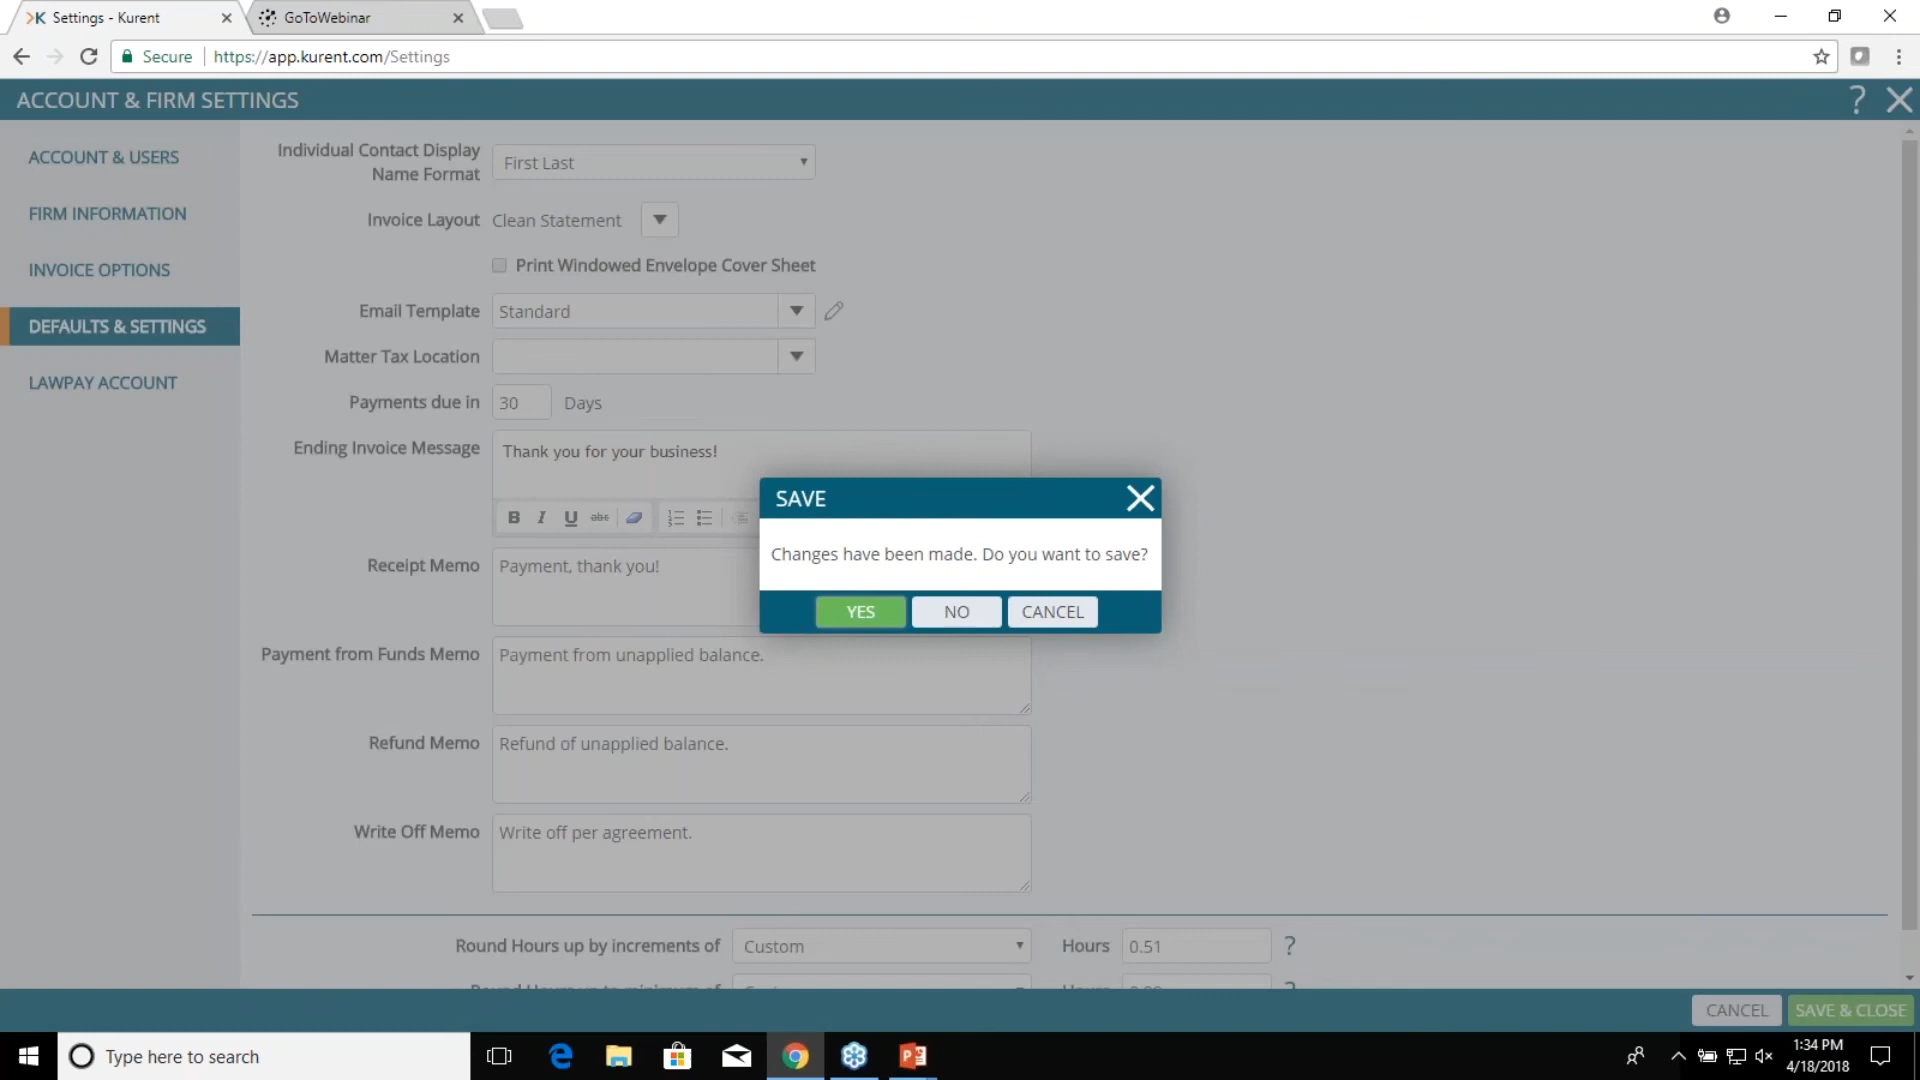 Settings - Kurent
GoToWebinar
Secure https://app.kurent.com/Settings
ACCOUNT & FIRM SETTINGS
?
ACCOUNT & USERS
FIRM INFORMATION
INVOICE OPTIONS
DEFAULTS & SETTINGS
LAWPAY ACCOUNT
Individual Contact Display
Name Format
First Last
Invoice Layout Clean Statement
Print Windowed Envelope Cover Sheet
Email Template Standard
Matter Tax Location
Payments due in 30 Days
Ending Invoice Message Thank you for your business!
B I U abc
Receipt Memo Payment, thank you!
Payment from Funds Memo Payment from unapplied balance.
Refund Memo Refund of unapplied balance.
Write Off Memo Write off per agreement.
Round Hours up by increments of Custom Hours 0.51 ?
SAVE
Changes have been made. Do you want to save?
YES NO CANCEL
CANCEL SAVE & CLOSE
Type here to search
1:34 PM
4/18/2018